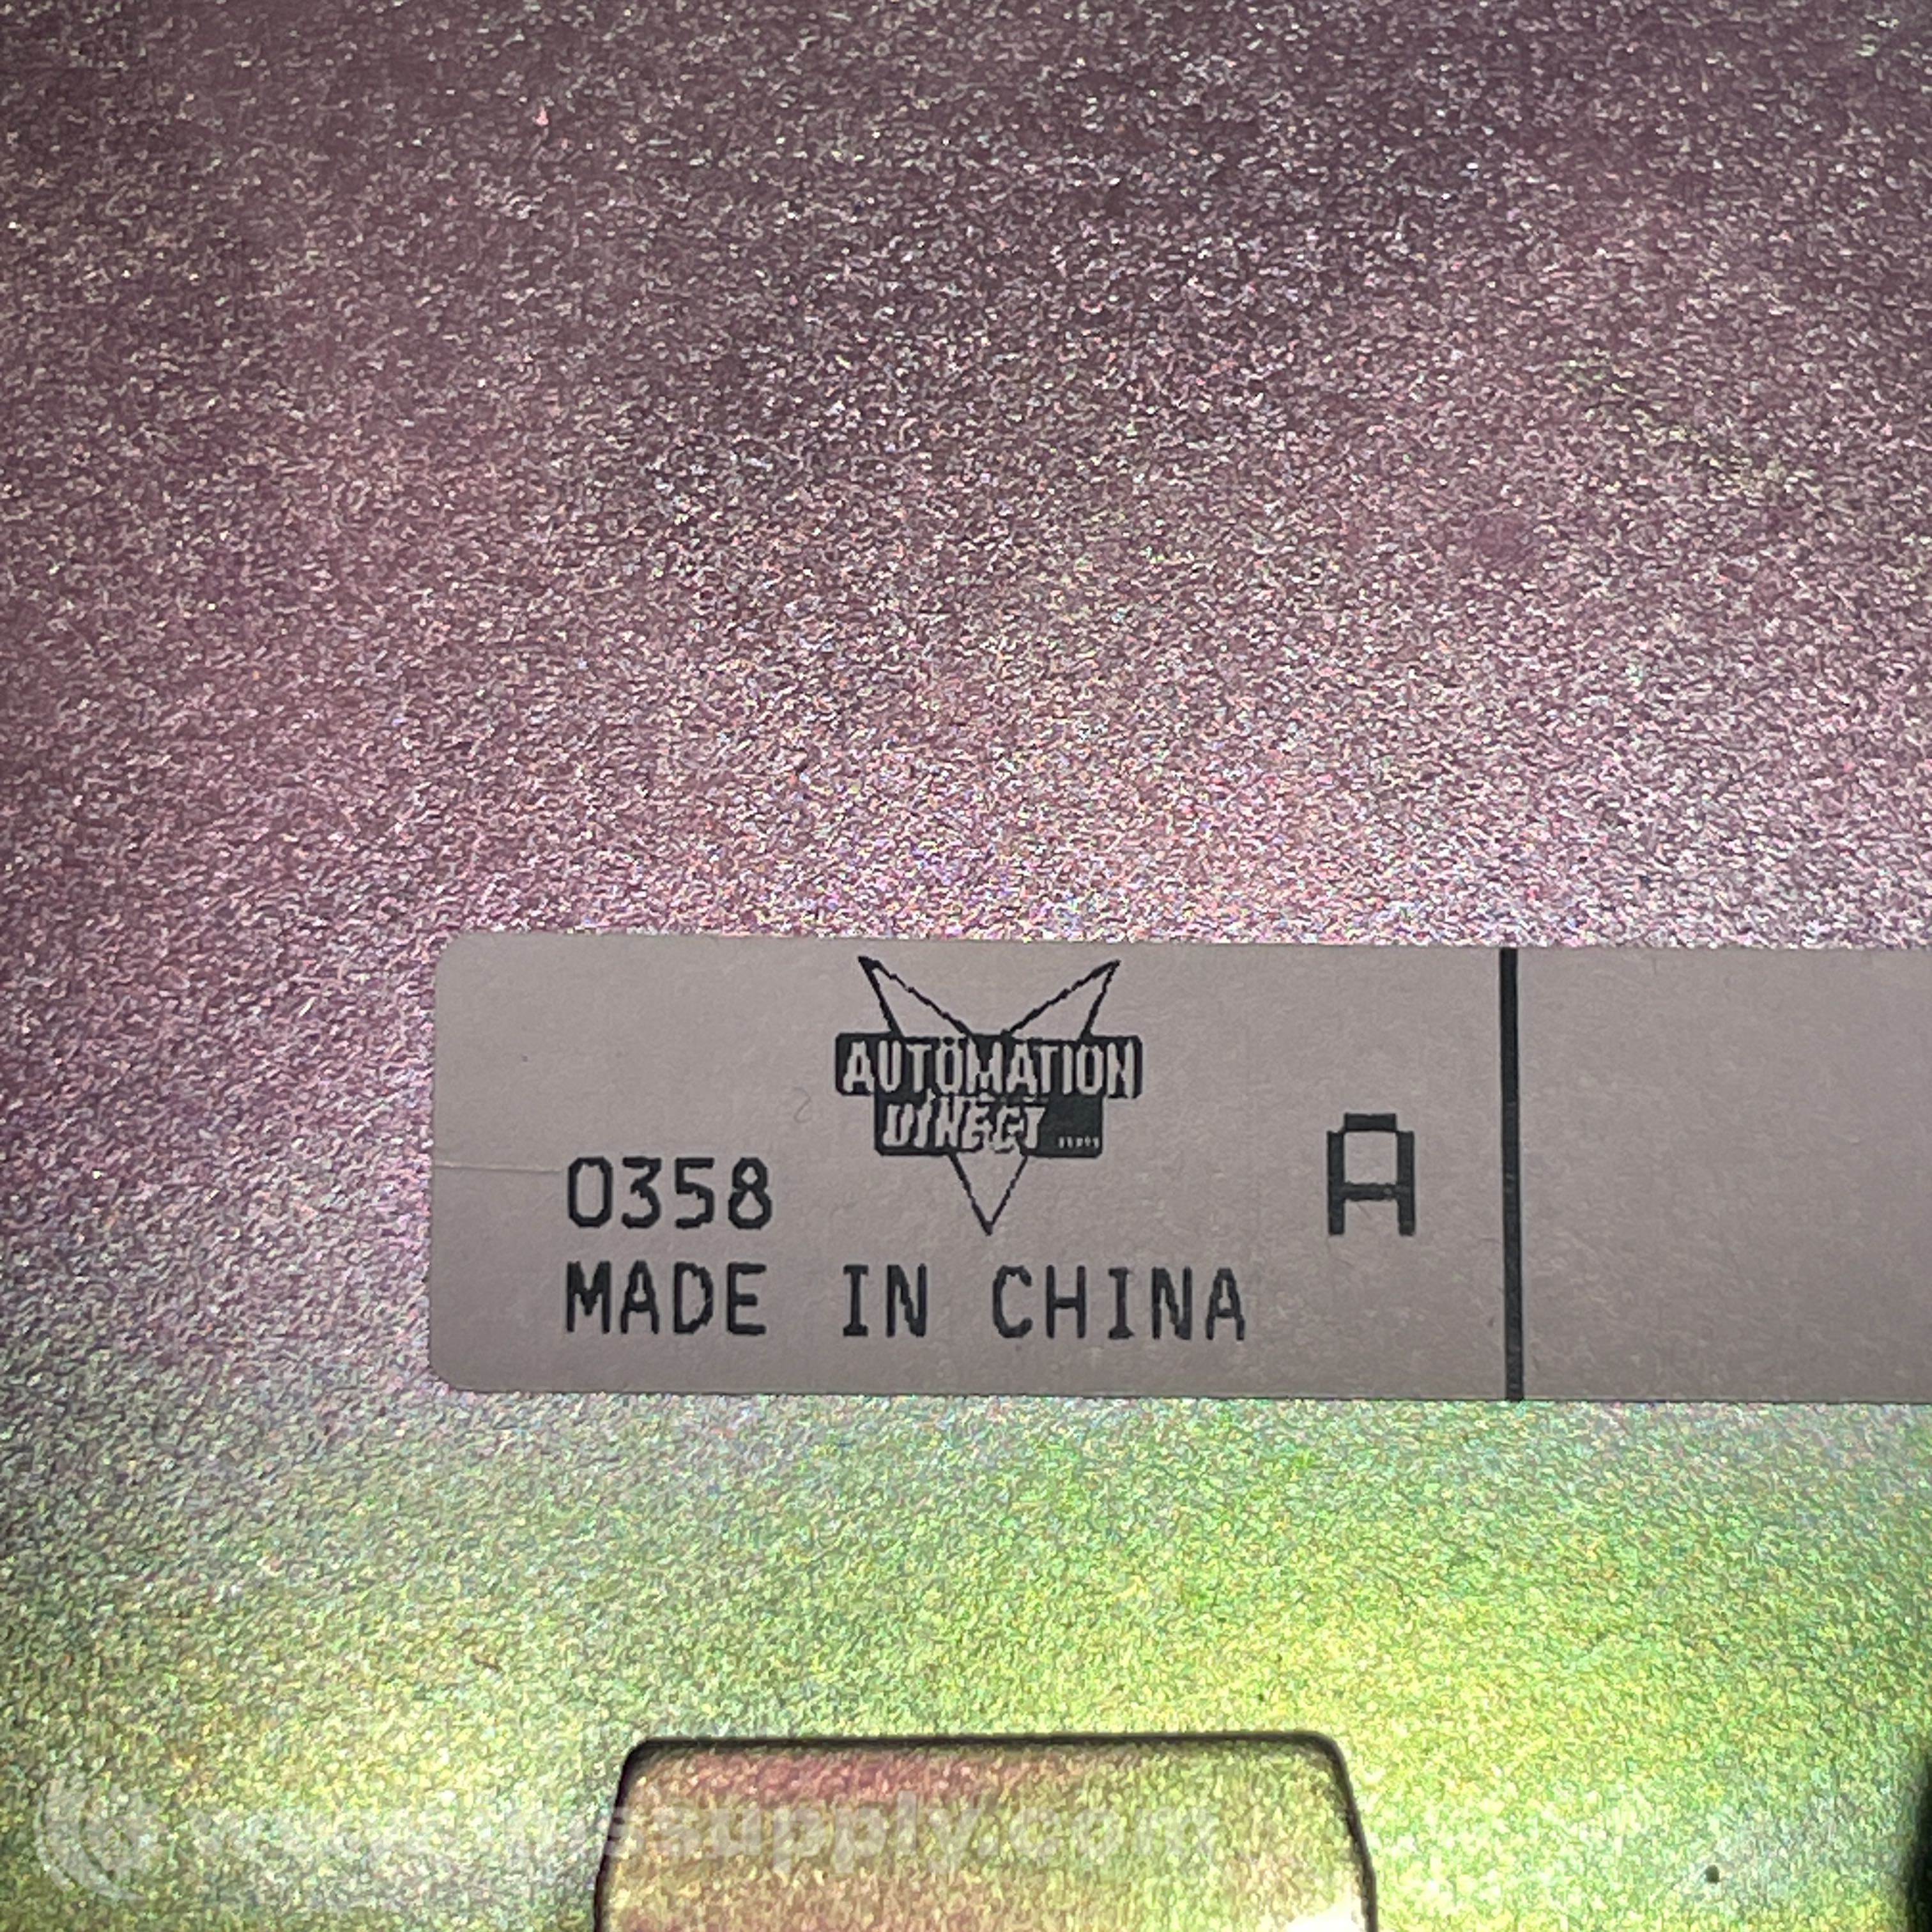 AUTOMATION
DIRECT
0358
A
MADE IN CHINA